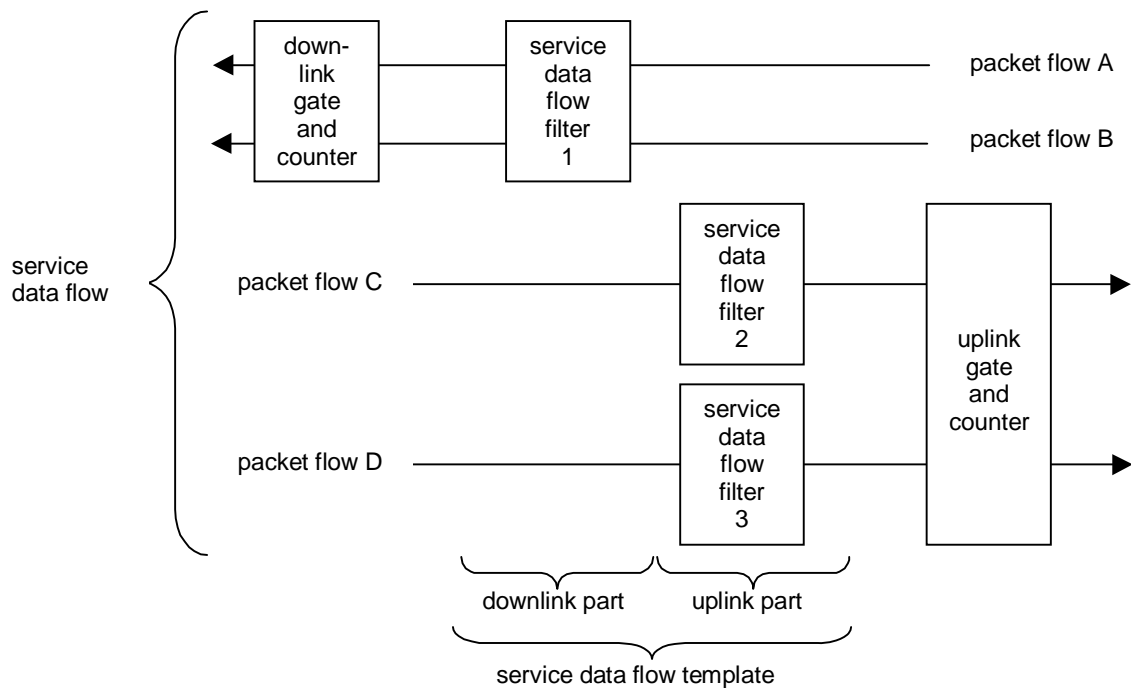 down-
link
gate
and
counter
service
data
flow
filter
1
packet flow A
packet flow B
service
data flow
packet flow C
service
data
flow
filter
2
uplink
gate
and
counter
packet flow D
service
data
flow
filter
3
downlink part
uplink part
service data flow template